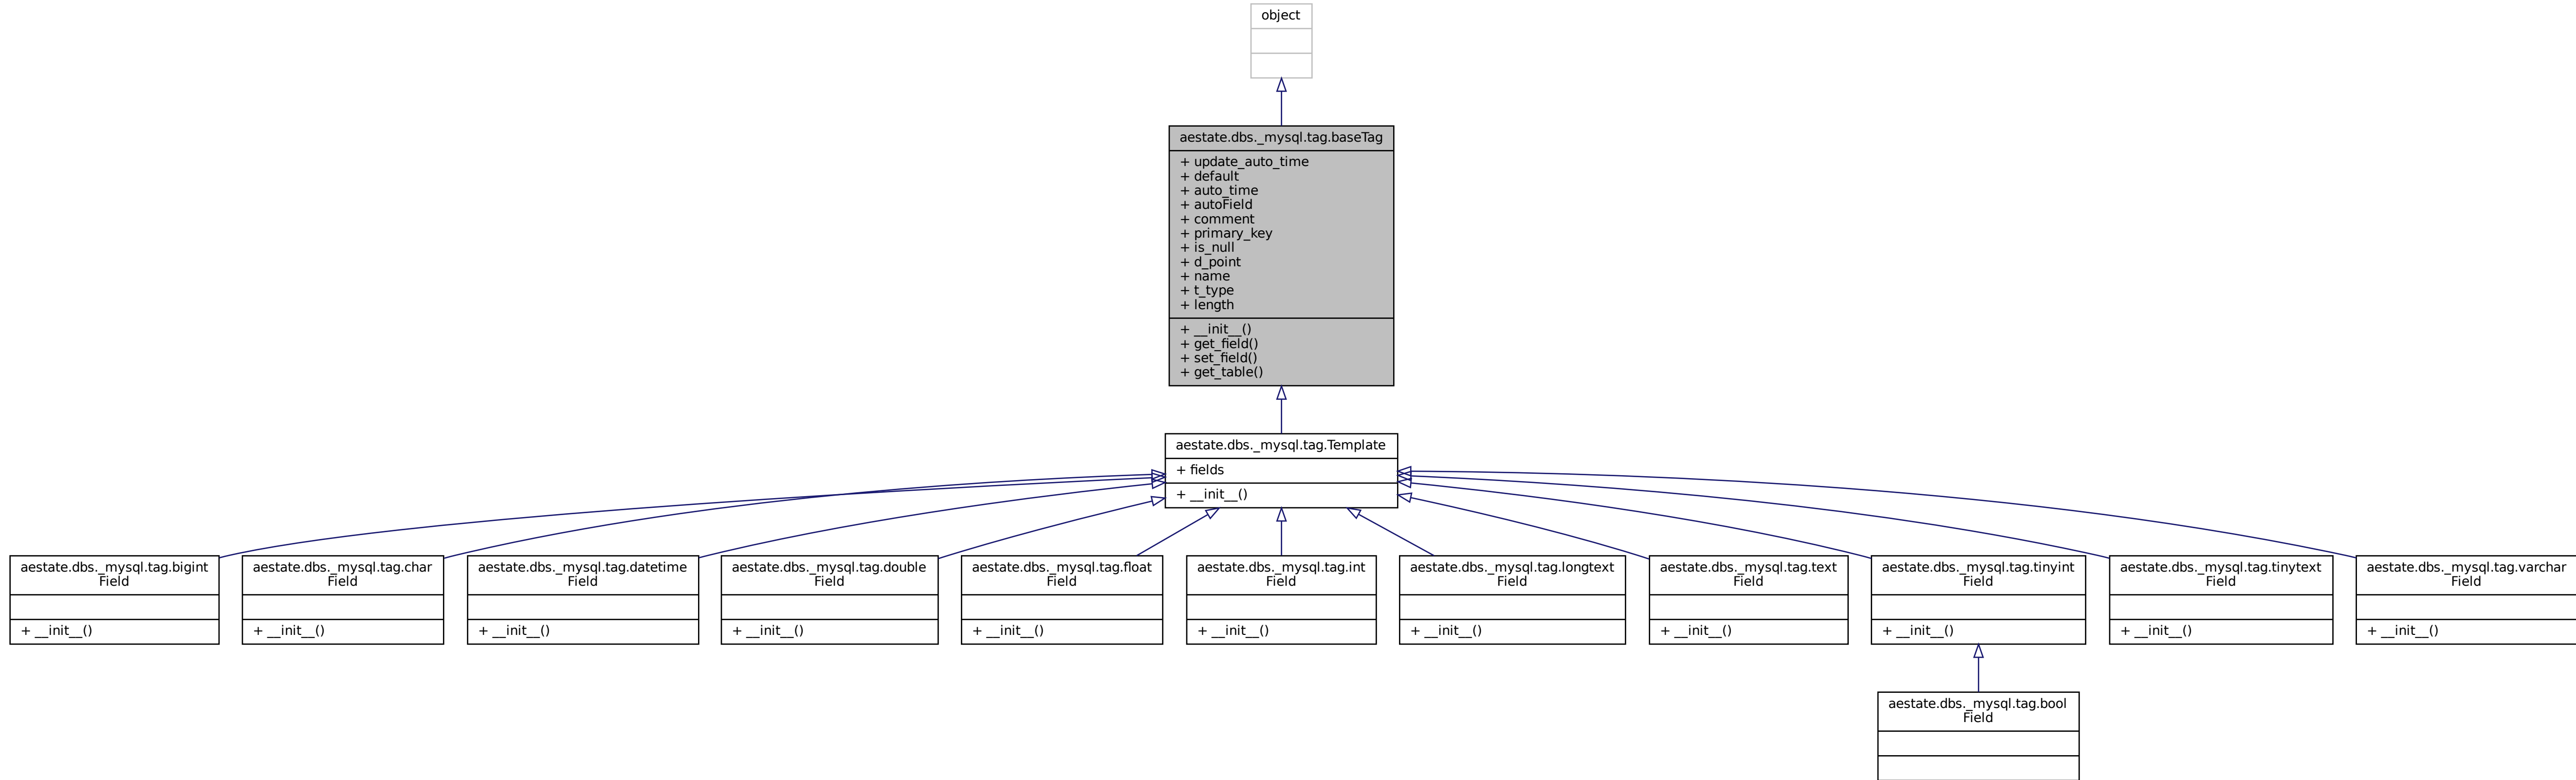 object
aestate.dbs._mysql.tag.baseTag
+ update_auto_time
+ default
+ auto_time
+ autoField
+ comment
+ primary_key
+ is_null
+ d_point
+ name
+ t_type
+ length
+ __init__()
+ get_field()
+ set_field()
+ get_table()
aestate.dbs._mysql.tag.Template
+ fields
+ __init__()
aestate.dbs._mysql.tag.bigint
Field
+ __init__()
aestate.dbs._mysql.tag.char
Field
+ __init__()
aestate.dbs._mysql.tag.datetime
Field
+ __init__()
aestate.dbs._mysql.tag.double
Field
+ __init__()
aestate.dbs._mysql.tag.float
Field
+ __init__()
aestate.dbs._mysql.tag.int
Field
+ __init__()
aestate.dbs._mysql.tag.longtext
Field
+ __init__()
aestate.dbs._mysql.tag.text
Field
+ __init__()
aestate.dbs._mysql.tag.tinyint
Field
+ __init__()
aestate.dbs._mysql.tag.tinytext
Field
+ __init__()
aestate.dbs._mysql.tag.varchar
Field
+ __init__()
aestate.dbs._mysql.tag.bool
Field